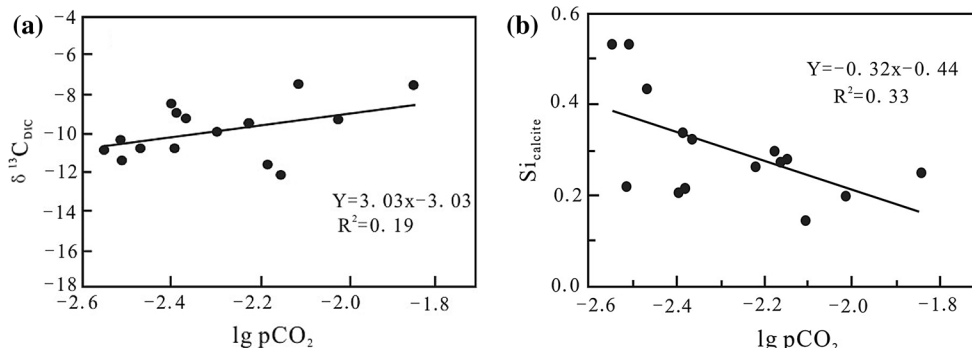 (a)
−4
−6
−8
−10
−12
−14
−16
−18
δ ¹³C_DIC
Y=3. 03x−3. 03
R²=0. 19
−2.6
−2.4
−2.2
−2.0
−1.8
lg pCO₂
(b)
0.6
0.4
0.2
0.0
Si_calcite
Y=−0. 32x−0. 44
R²=0. 33
−2.6
−2.4
−2.2
−2.0
−1.8
lg pCO₂